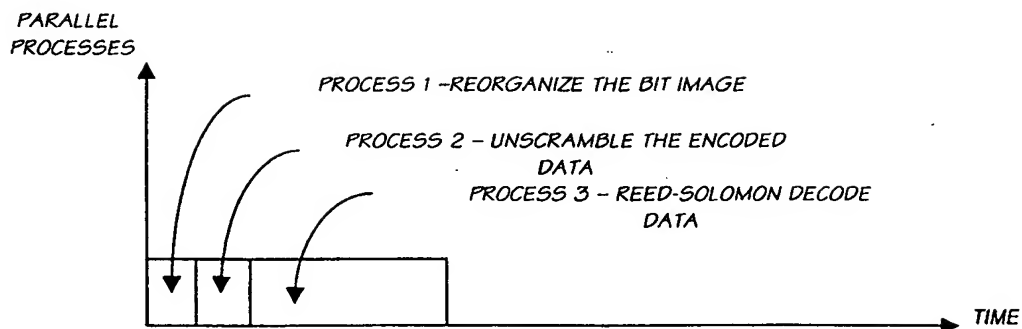 PARALLEL
PROCESSES
PROCESS 1 –REORGANIZE THE BIT IMAGE
PROCESS 2 – UNSCRAMBLE THE ENCODED
DATA
PROCESS 3 – REED-SOLOMON DECODE
DATA
TIME